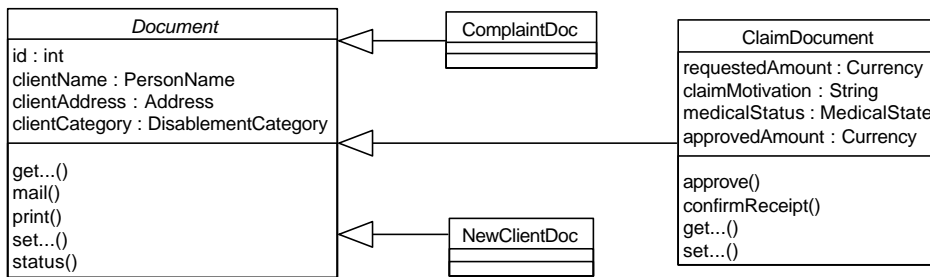 Document
id : int
clientName : PersonName
clientAddress : Address
clientCategory : DisablementCategory
get...()
mail()
print()
set...()
status()
ComplaintDoc
NewClientDoc
ClaimDocument
requestedAmount : Currency
claimMotivation : String
medicalStatus : MedicalState
approvedAmount : Currency
approve()
confirmReceipt()
get...()
set...()